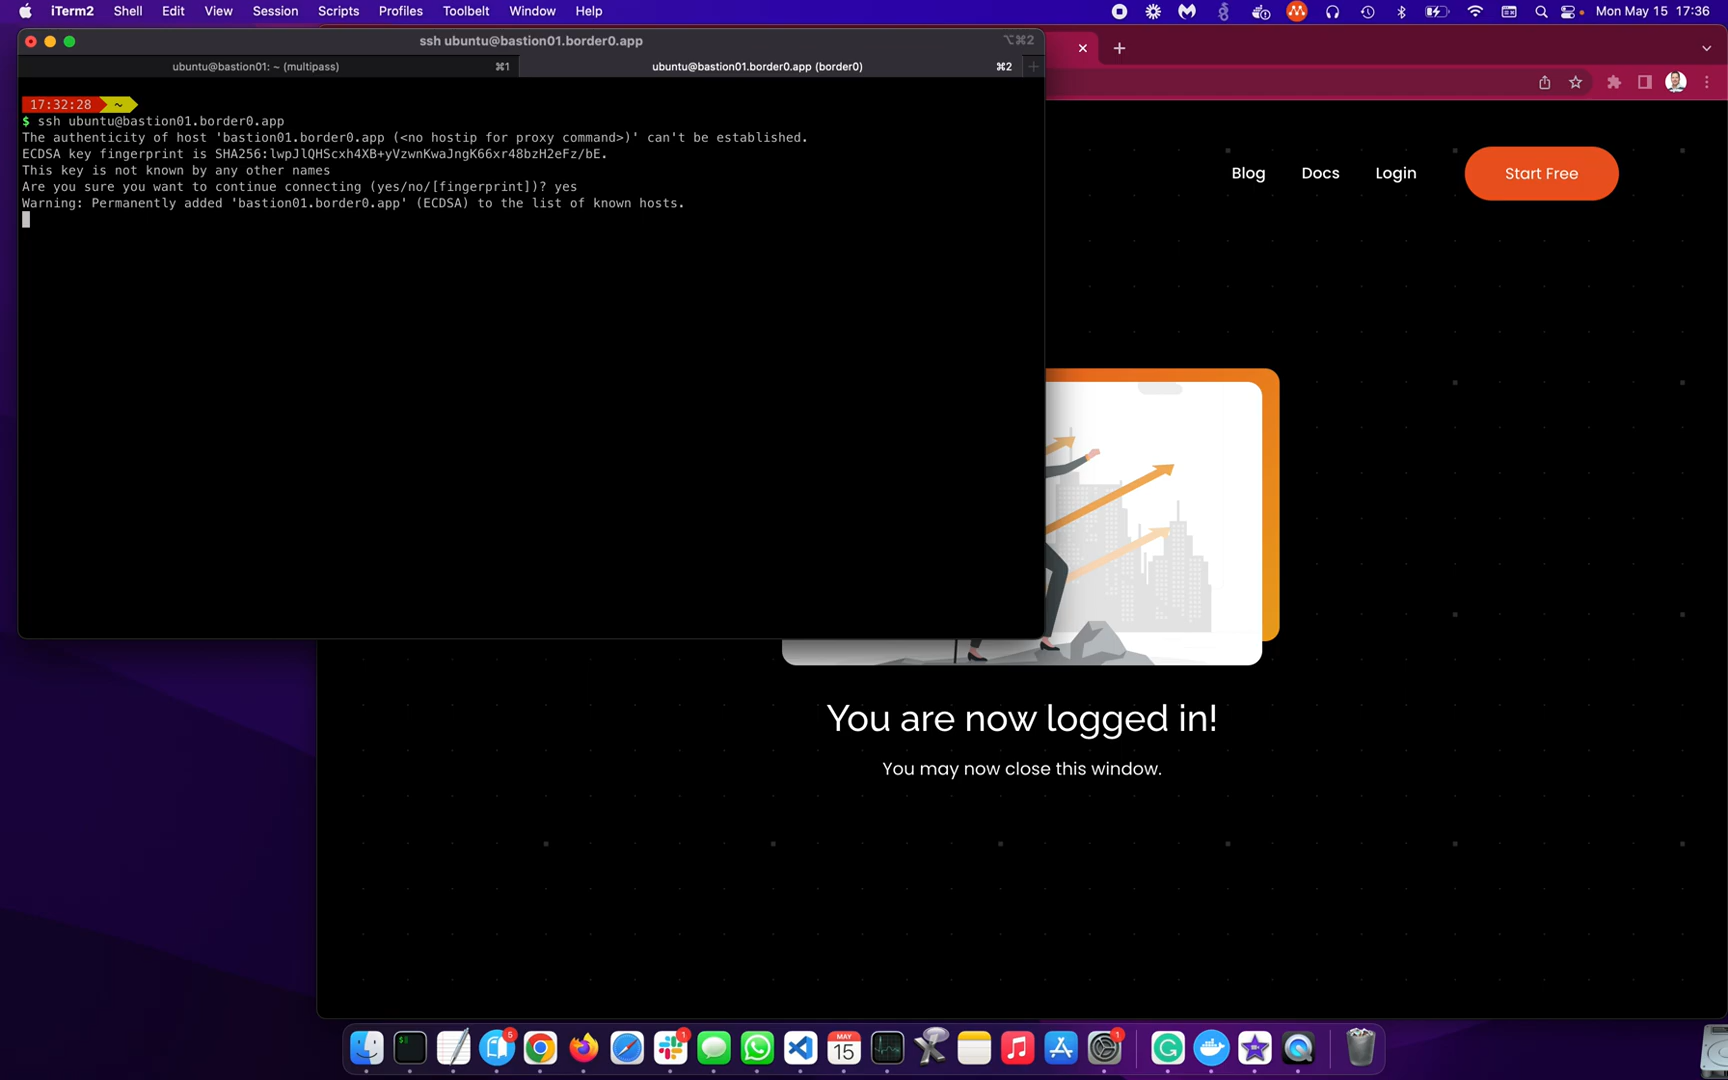 iTerm2 Shell Edit View Session Scripts Profiles Toolbelt Window Help Mon May 15 17:36
ssh ubuntu@bastion01.border0.app ⌥⌘2
ubuntu@bastion01: ~ (multipass) ⌘1 ubuntu@bastion01.border0.app (border0) ⌘2
17:32:28 ~
$ ssh ubuntu@bastion01.border0.app
The authenticity of host 'bastion01.border0.app (<no hostip for proxy command>)' can't be established.
ECDSA key fingerprint is SHA256:lwpJlQHScxh4XB+yVzwnKwaJngK66xr48bzH2eFz/bE.
This key is not known by any other names
Are you sure you want to continue connecting (yes/no/[fingerprint])? yes
Warning: Permanently added 'bastion01.border0.app' (ECDSA) to the list of known hosts.
Blog Docs Login Start Free
You are now logged in!
You may now close this window.
5
1
MAY
15
1